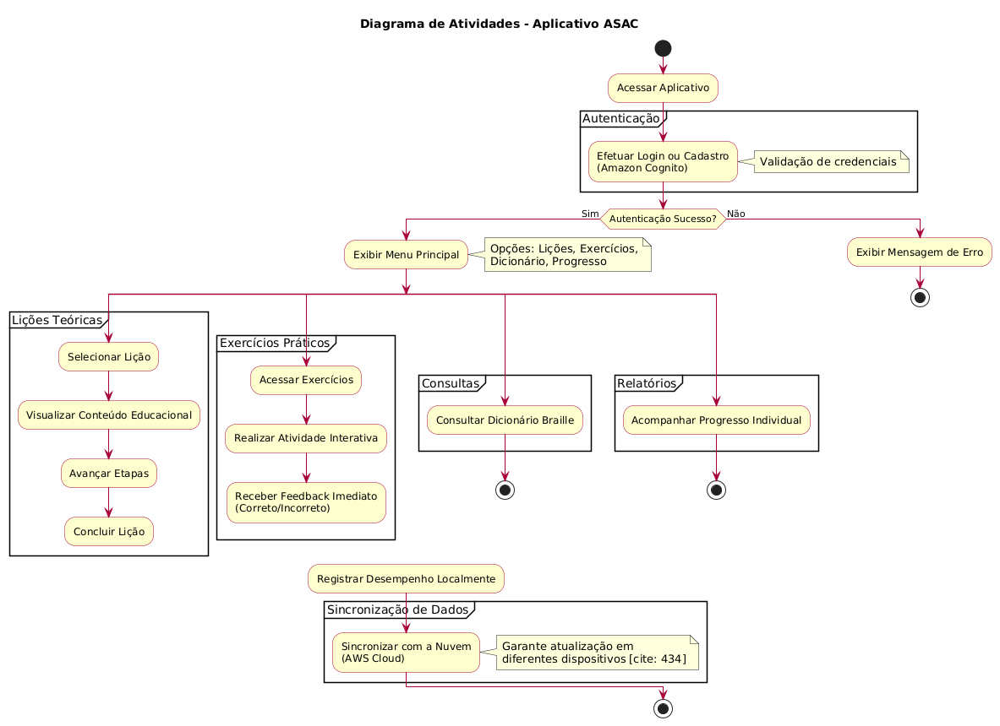 Diagrama de Atividades - Aplicativo ASAC
Acessar Aplicativo
Autenticação
Efetuar Login ou Cadastro
(Amazon Cognito)
Validação de credenciais
Autenticação Sucesso?
Sim
Não
Exibir Menu Principal
Opções: Lições, Exercícios,
Dicionário, Progresso
Exibir Mensagem de Erro
Lições Teóricas
Selecionar Lição
Visualizar Conteúdo Educacional
Avançar Etapas
Concluir Lição
Exercícios Práticos
Acessar Exercícios
Realizar Atividade Interativa
Receber Feedback Imediato
(Correto/Incorreto)
Consultas
Consultar Dicionário Braille
Relatórios
Acompanhar Progresso Individual
Registrar Desempenho Localmente
Sincronização de Dados
Sincronizar com a Nuvem
(AWS Cloud)
Garante atualização em
diferentes dispositivos [cite: 434]